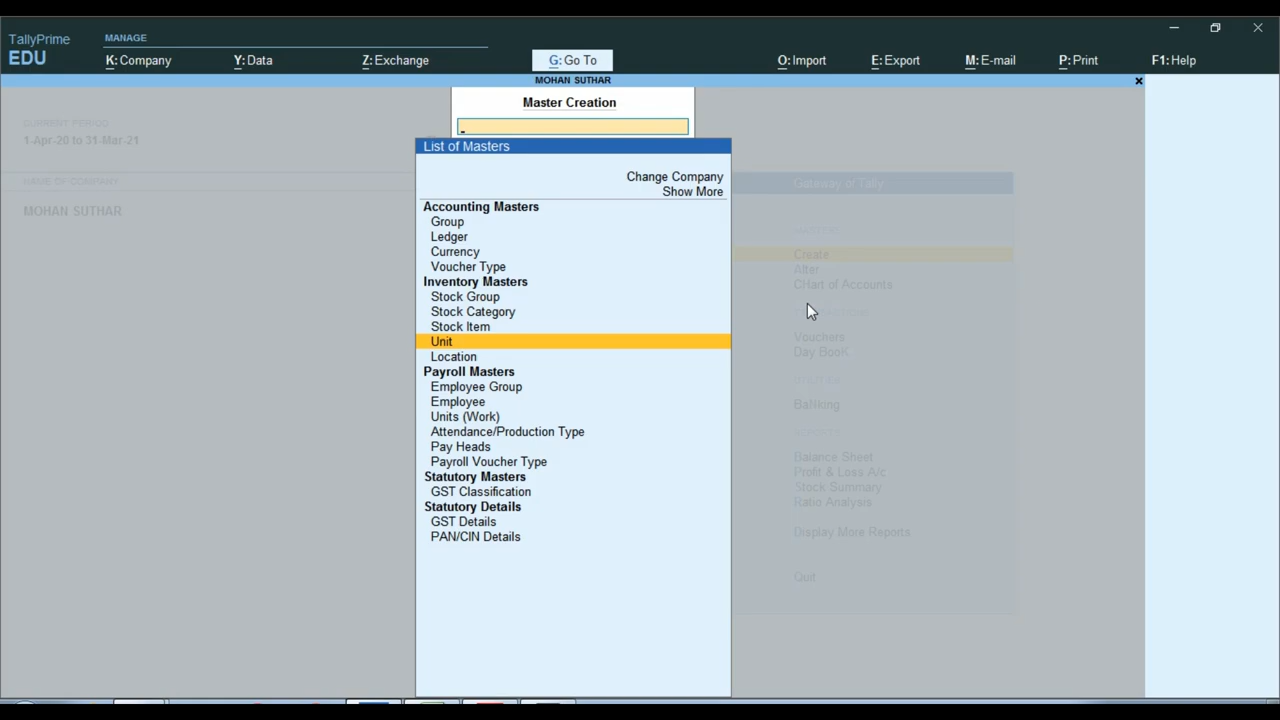 TallyPrime
EDU
MANAGE
K: Company
Y: Data
Z: Exchange
G: Go To
O: Import
E: Export
M: E-mail
P: Print
F1: Help
MOHAN SUTHAR
CURRENT PERIOD
1-Apr-20 to 31-Mar-21
NAME OF COMPANY
MOHAN SUTHAR
Master Creation
List of Masters
Change Company
Show More
Accounting Masters
Group
Ledger
Currency
Voucher Type
Inventory Masters
Stock Group
Stock Category
Stock Item
Unit
Location
Payroll Masters
Employee Group
Employee
Units (Work)
Attendance/Production Type
Pay Heads
Payroll Voucher Type
Statutory Masters
GST Classification
Statutory Details
GST Details
PAN/CIN Details
Gateway of Tally
MASTERS
Create
Alter
CHart of Accounts
Vouchers
Day BooK
BaNking
REPORTS
Balance Sheet
Profit & Loss A/c
Stock Summary
Ratio Analysis
Display More Reports
Quit